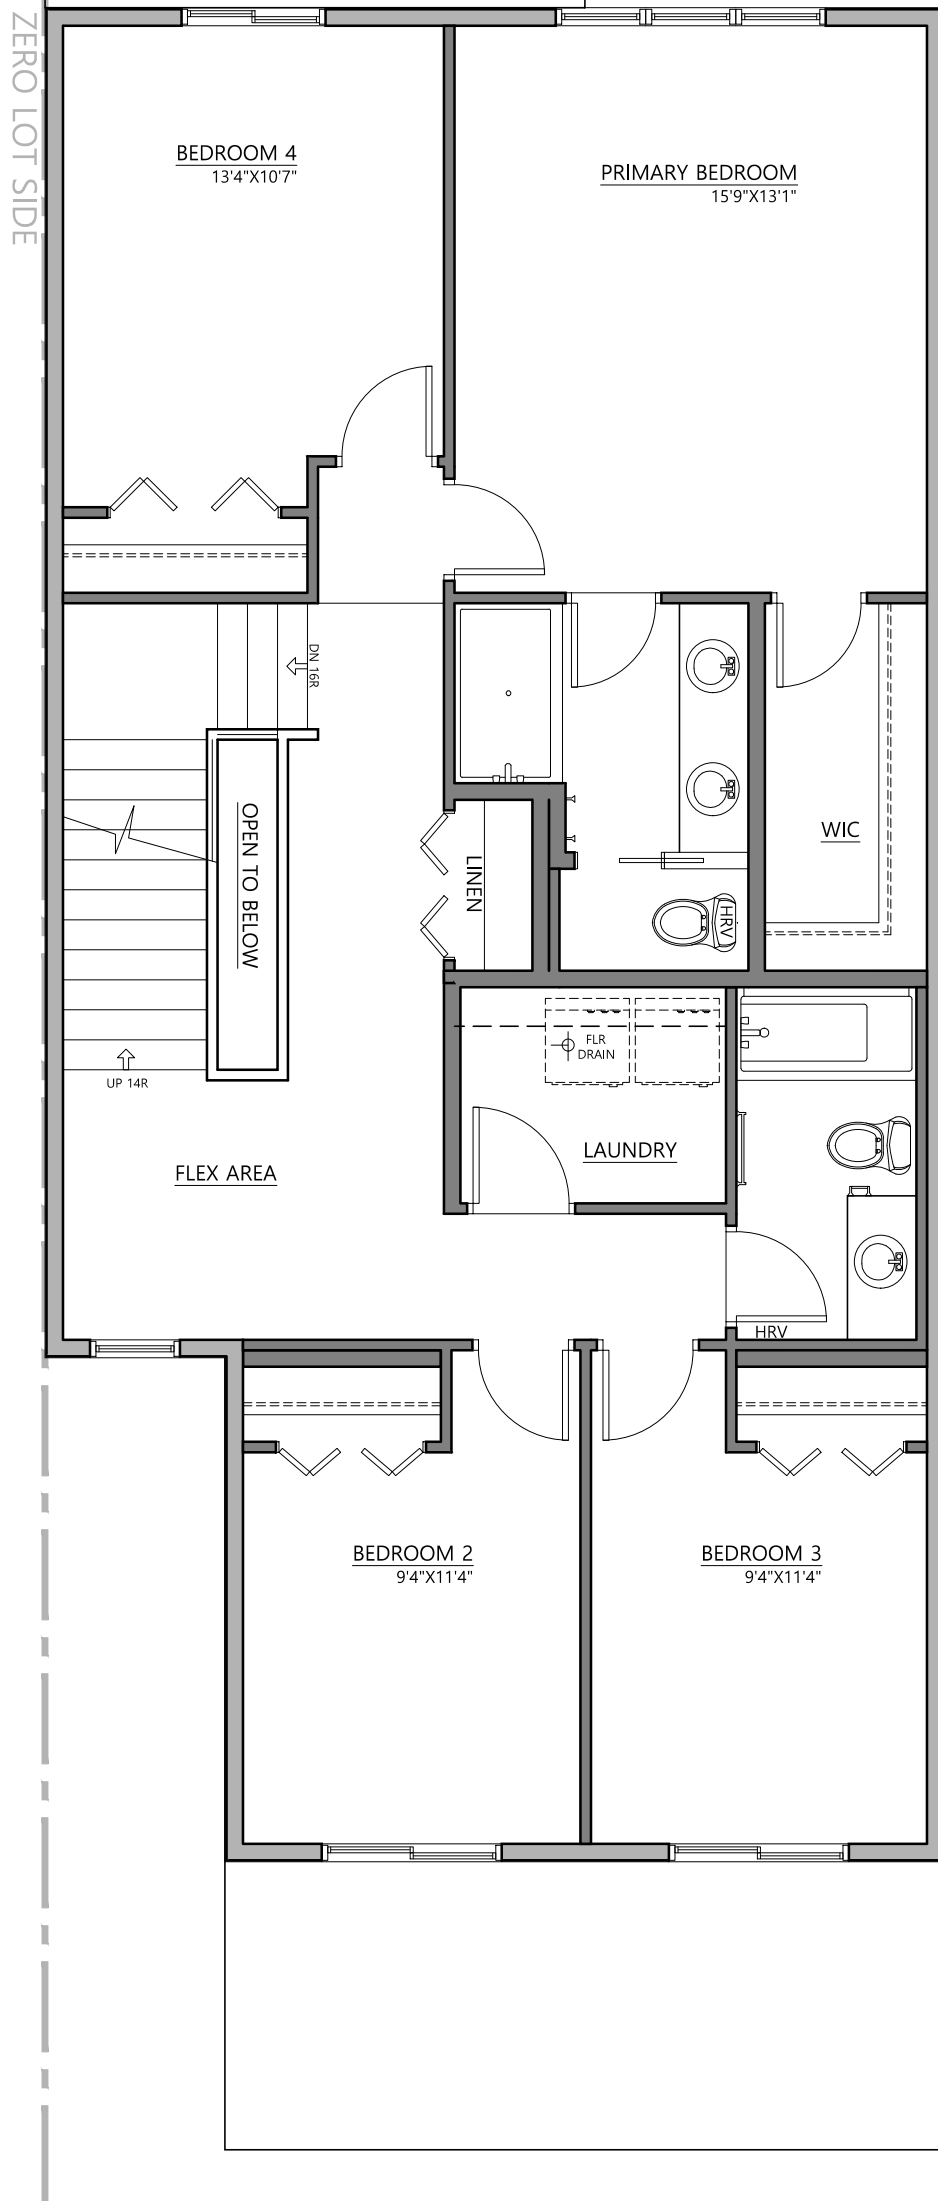 ZERO LOT SIDE
BEDROOM 4
13'4"X10'7"
PRIMARY BEDROOM
15'9"X13'1"
DN 16R
OPEN TO BELOW
LINEN
WIC
HRV
UP 14R
FLR
DRAIN
LAUNDRY
FLEX AREA
HRV
BEDROOM 2
9'4"X11'4"
BEDROOM 3
9'4"X11'4"